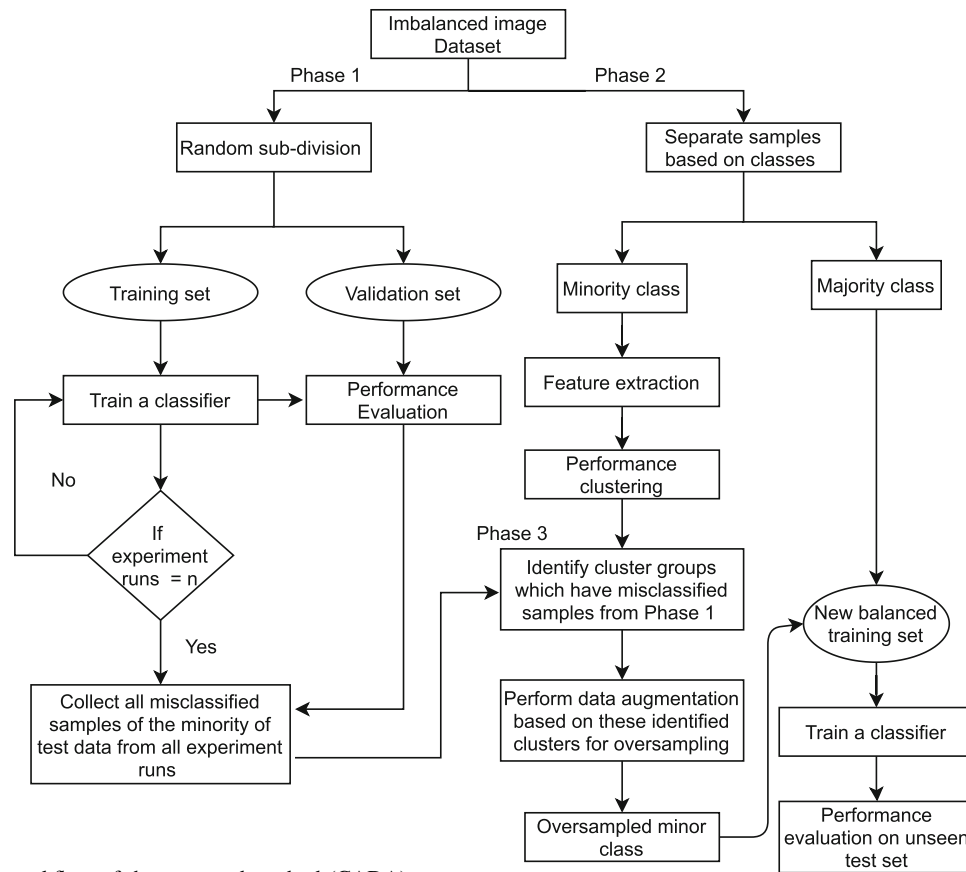 Imbalanced image
Dataset
Phase 1
Phase 2
Random sub-division
Separate samples
based on classes
Training set
Validation set
Minority class
Majority class
Train a classifier
Performance
Evaluation
Feature extraction
No
Performance
clustering
If
experiment
runs = n
Phase 3
Identify cluster groups
which have misclassified
samples from Phase 1
New balanced
training set
Yes
Collect all misclassified
samples of the minority of
test data from all experiment
runs
Perform data augmentation
based on these identified
clusters for oversampling
Train a classifier
Oversampled minor
class
Performance
evaluation on unseen
test set